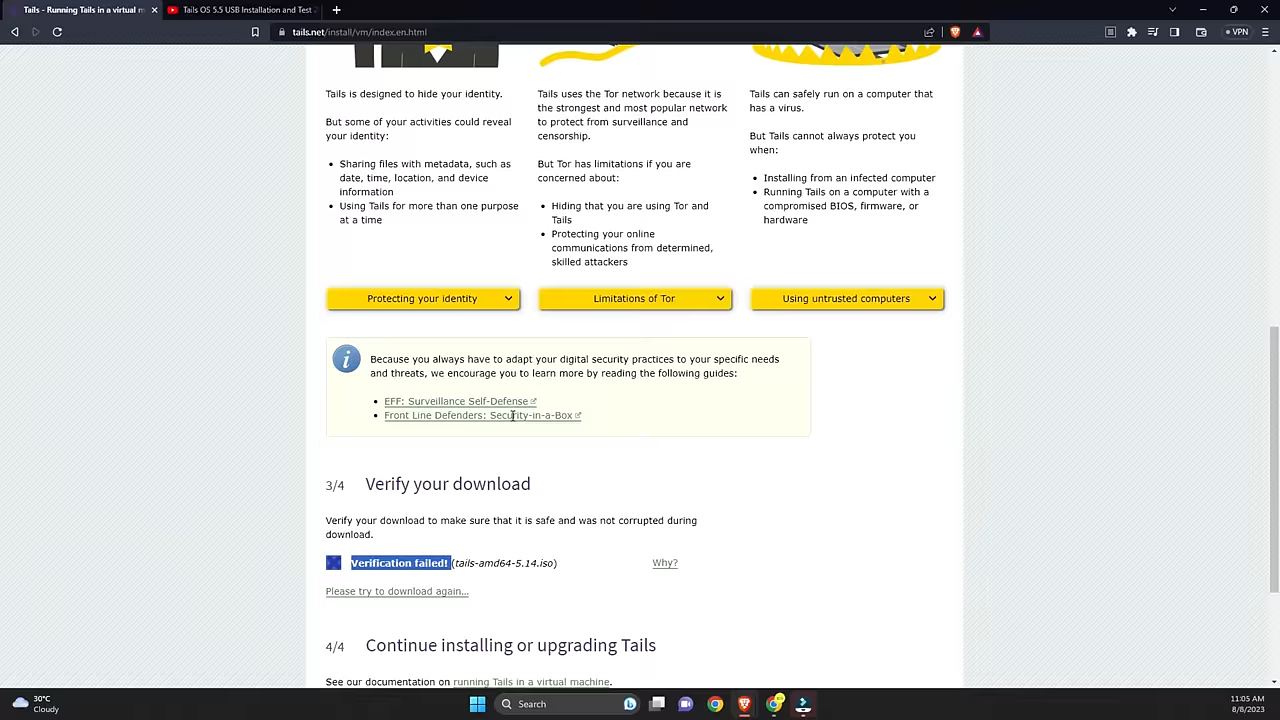 Tails - Running Tails in a virtual m
Tails OS 5.5 USB Installation and Test
tails.net/install/vm/index.en.html
VPN
Tails is designed to hide your identity.
But some of your activities could reveal
your identity:
Sharing files with metadata, such as
date, time, location, and device
information
Using Tails for more than one purpose
at a time
Tails uses the Tor network because it is
the strongest and most popular network
to protect from surveillance and
censorship.
But Tor has limitations if you are
concerned about:
Hiding that you are using Tor and
Tails
Protecting your online
communications from determined,
skilled attackers
Tails can safely run on a computer that
has a virus.
But Tails cannot always protect you
when:
Installing from an infected computer
Running Tails on a computer with a
compromised BIOS, firmware, or
hardware
Protecting your identity
Limitations of Tor
Using untrusted computers
Because you always have to adapt your digital security practices to your specific needs
and threats, we encourage you to learn more by reading the following guides:
EFF: Surveillance Self-Defense
Front Line Defenders: Security-in-a-Box
3/4 Verify your download
Verify your download to make sure that it is safe and was not corrupted during
download.
Verification failed! (tails-amd64-5.14.iso) Why?
Please try to download again...
4/4 Continue installing or upgrading Tails
See our documentation on running Tails in a virtual machine.
30°C
Cloudy
Search
11:05 AM
8/8/2023